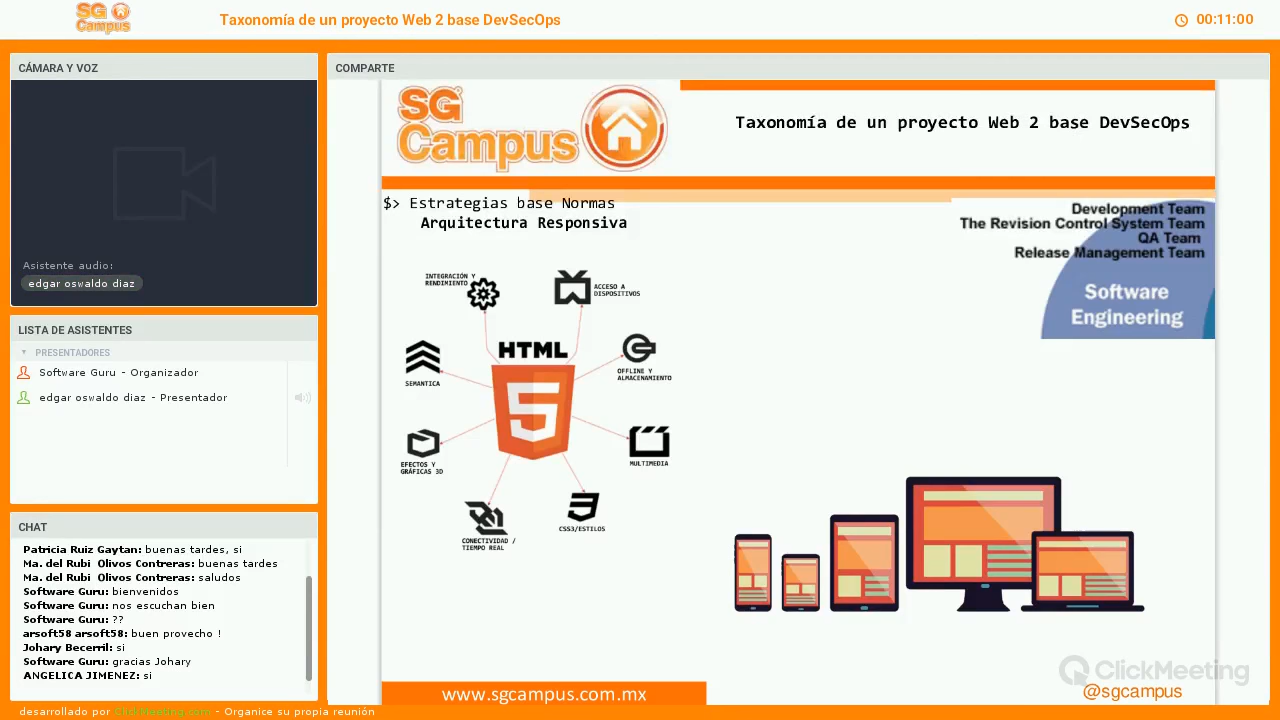 SG
Campus
Taxonomía de un proyecto Web 2 base DevSecOps
00:11:00
CÁMARA Y VOZ
Asistente audio:
edgar oswaldo diaz
LISTA DE ASISTENTES
PRESENTADORES
Software Guru - Organizador
edgar oswaldo diaz - Presentador
CHAT
Patricia Ruiz Gaytan: buenas tardes, si
Ma. del Rubi Olivos Contreras: buenas tardes
Ma. del Rubi Olivos Contreras: saludos
Software Guru: bienvenidos
Software Guru: nos escuchan bien
Software Guru: ??
arsoft58 arsoft58: buen provecho !
Johary Becerril: si
Software Guru: gracias Johary
ANGELICA JIMENEZ: si
desarrollado por ClickMeeting.com - Organice su propia reunión
COMPARTE
SG
Campus
Taxonomía de un proyecto Web 2 base DevSecOps
$> Estrategias base Normas
Arquitectura Responsiva
Development Team
The Revision Control System Team
QA Team
Release Management Team
Software
Engineering
INTEGRACIÓN Y
RENDIMIENTO
ACCESO A
DISPOSITIVOS
HTML
5
SEMANTICA
OFFLINE Y
ALMACENAMIENTO
EFECTOS Y
GRÁFICAS 3D
MULTIMEDIA
CONECTIVIDAD /
TIEMPO REAL
CSS3/ESTILOS
www.sgcampus.com.mx
ClickMeeting
@sgcampus